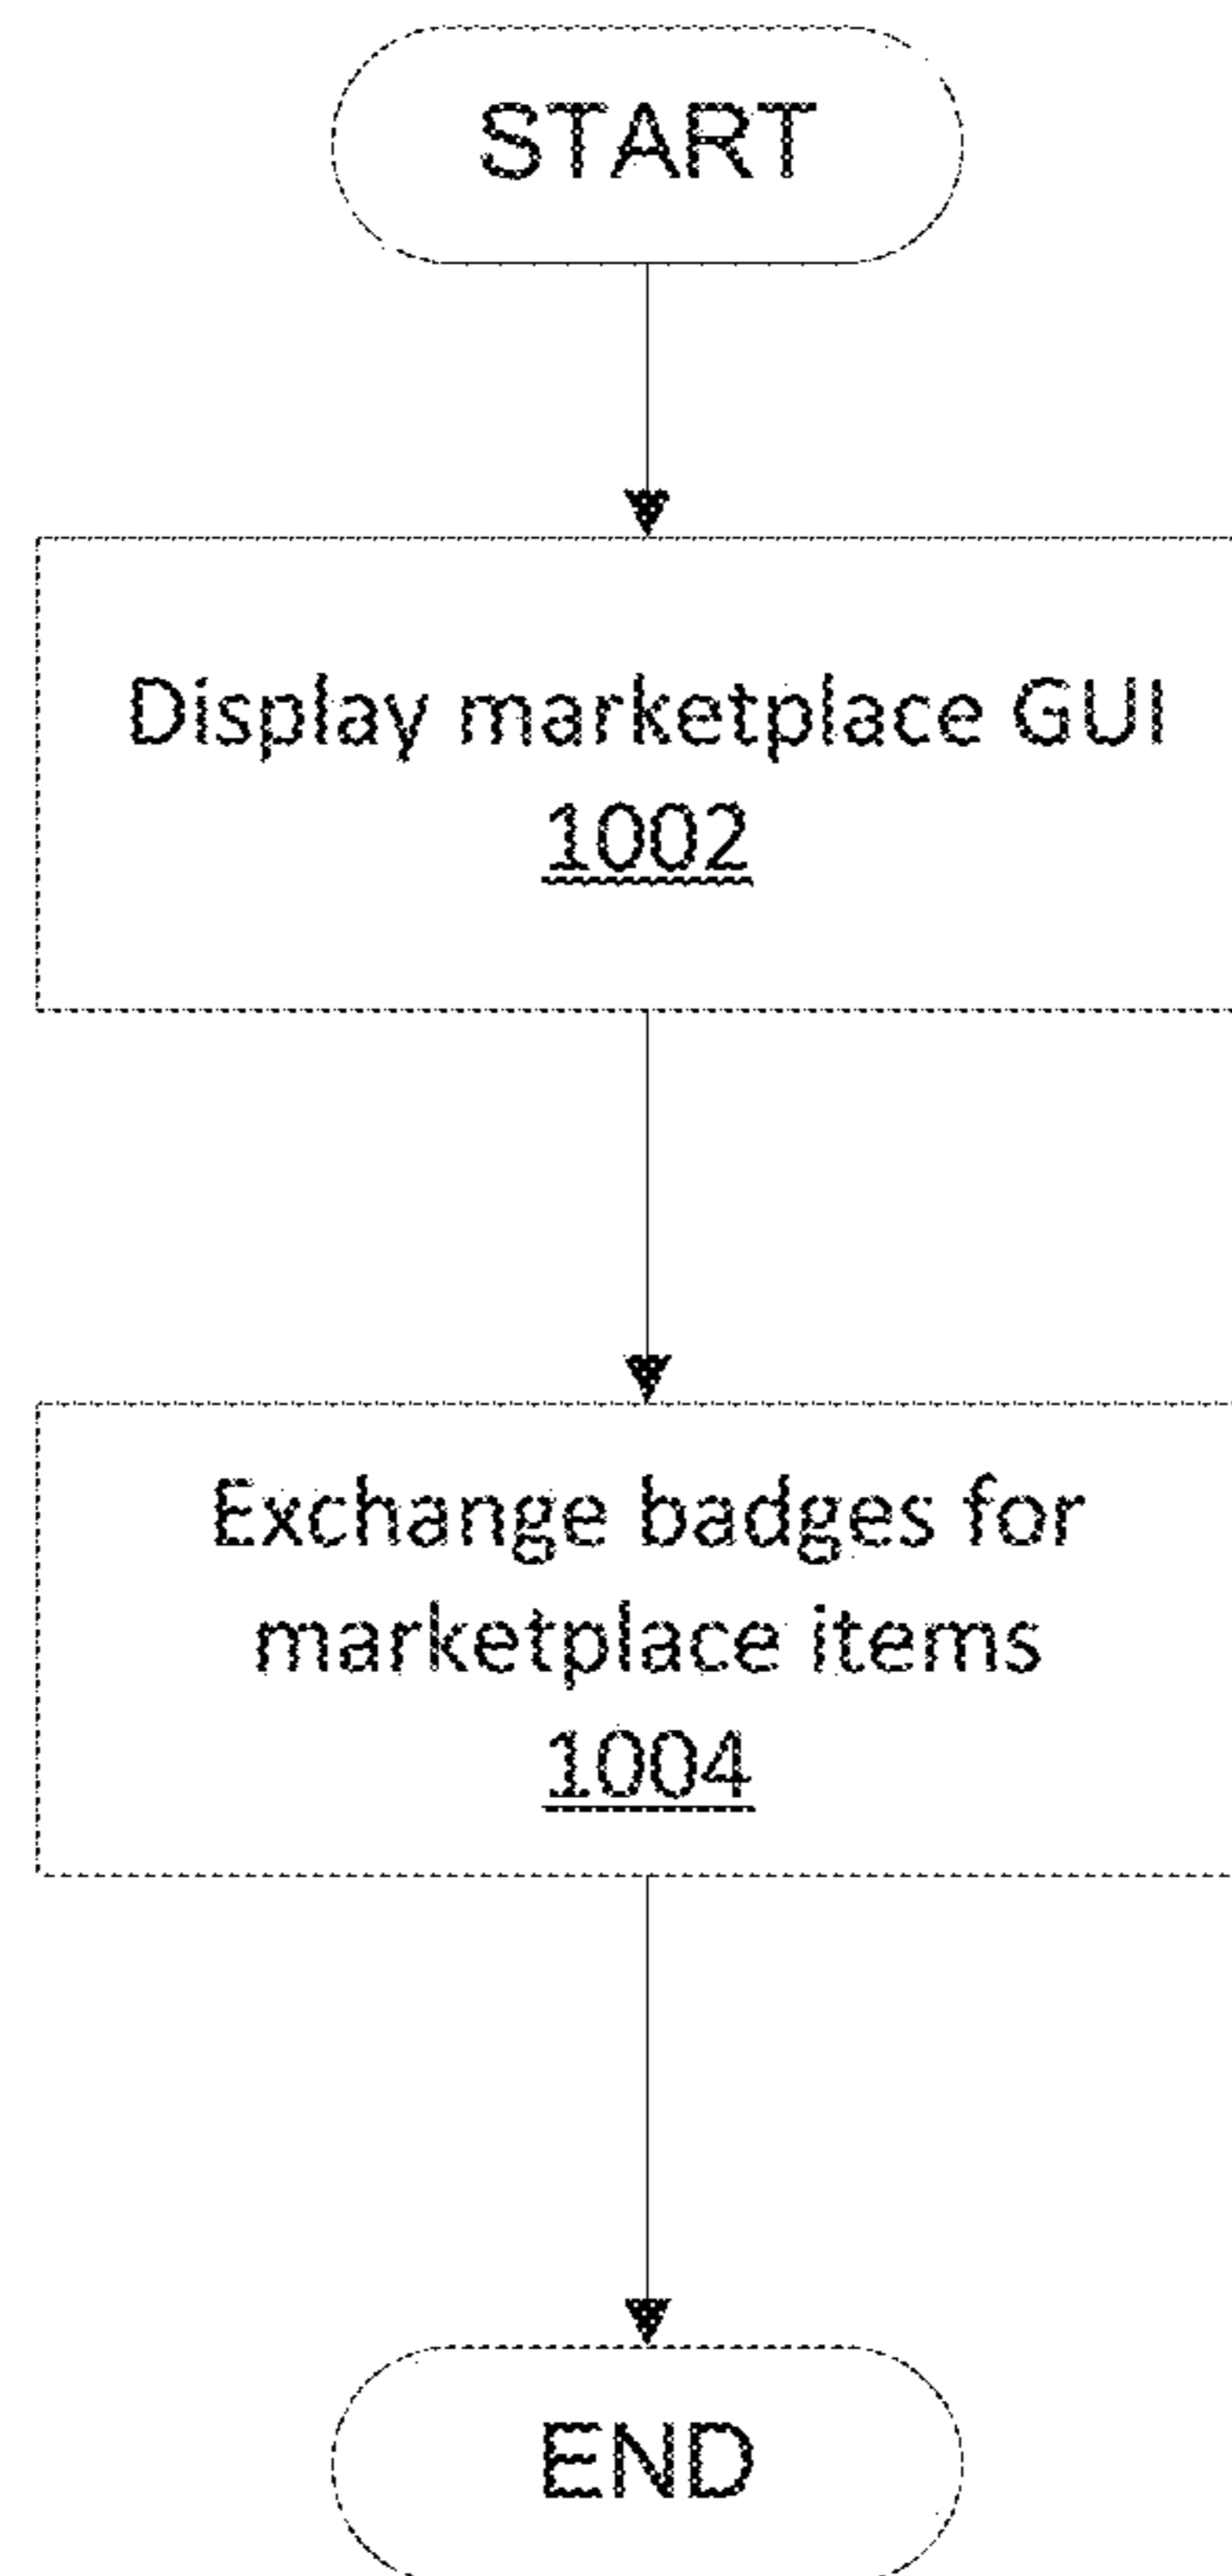 START
Display marketplace GUI
1002
Exchange badges for
marketplace items
1004
END